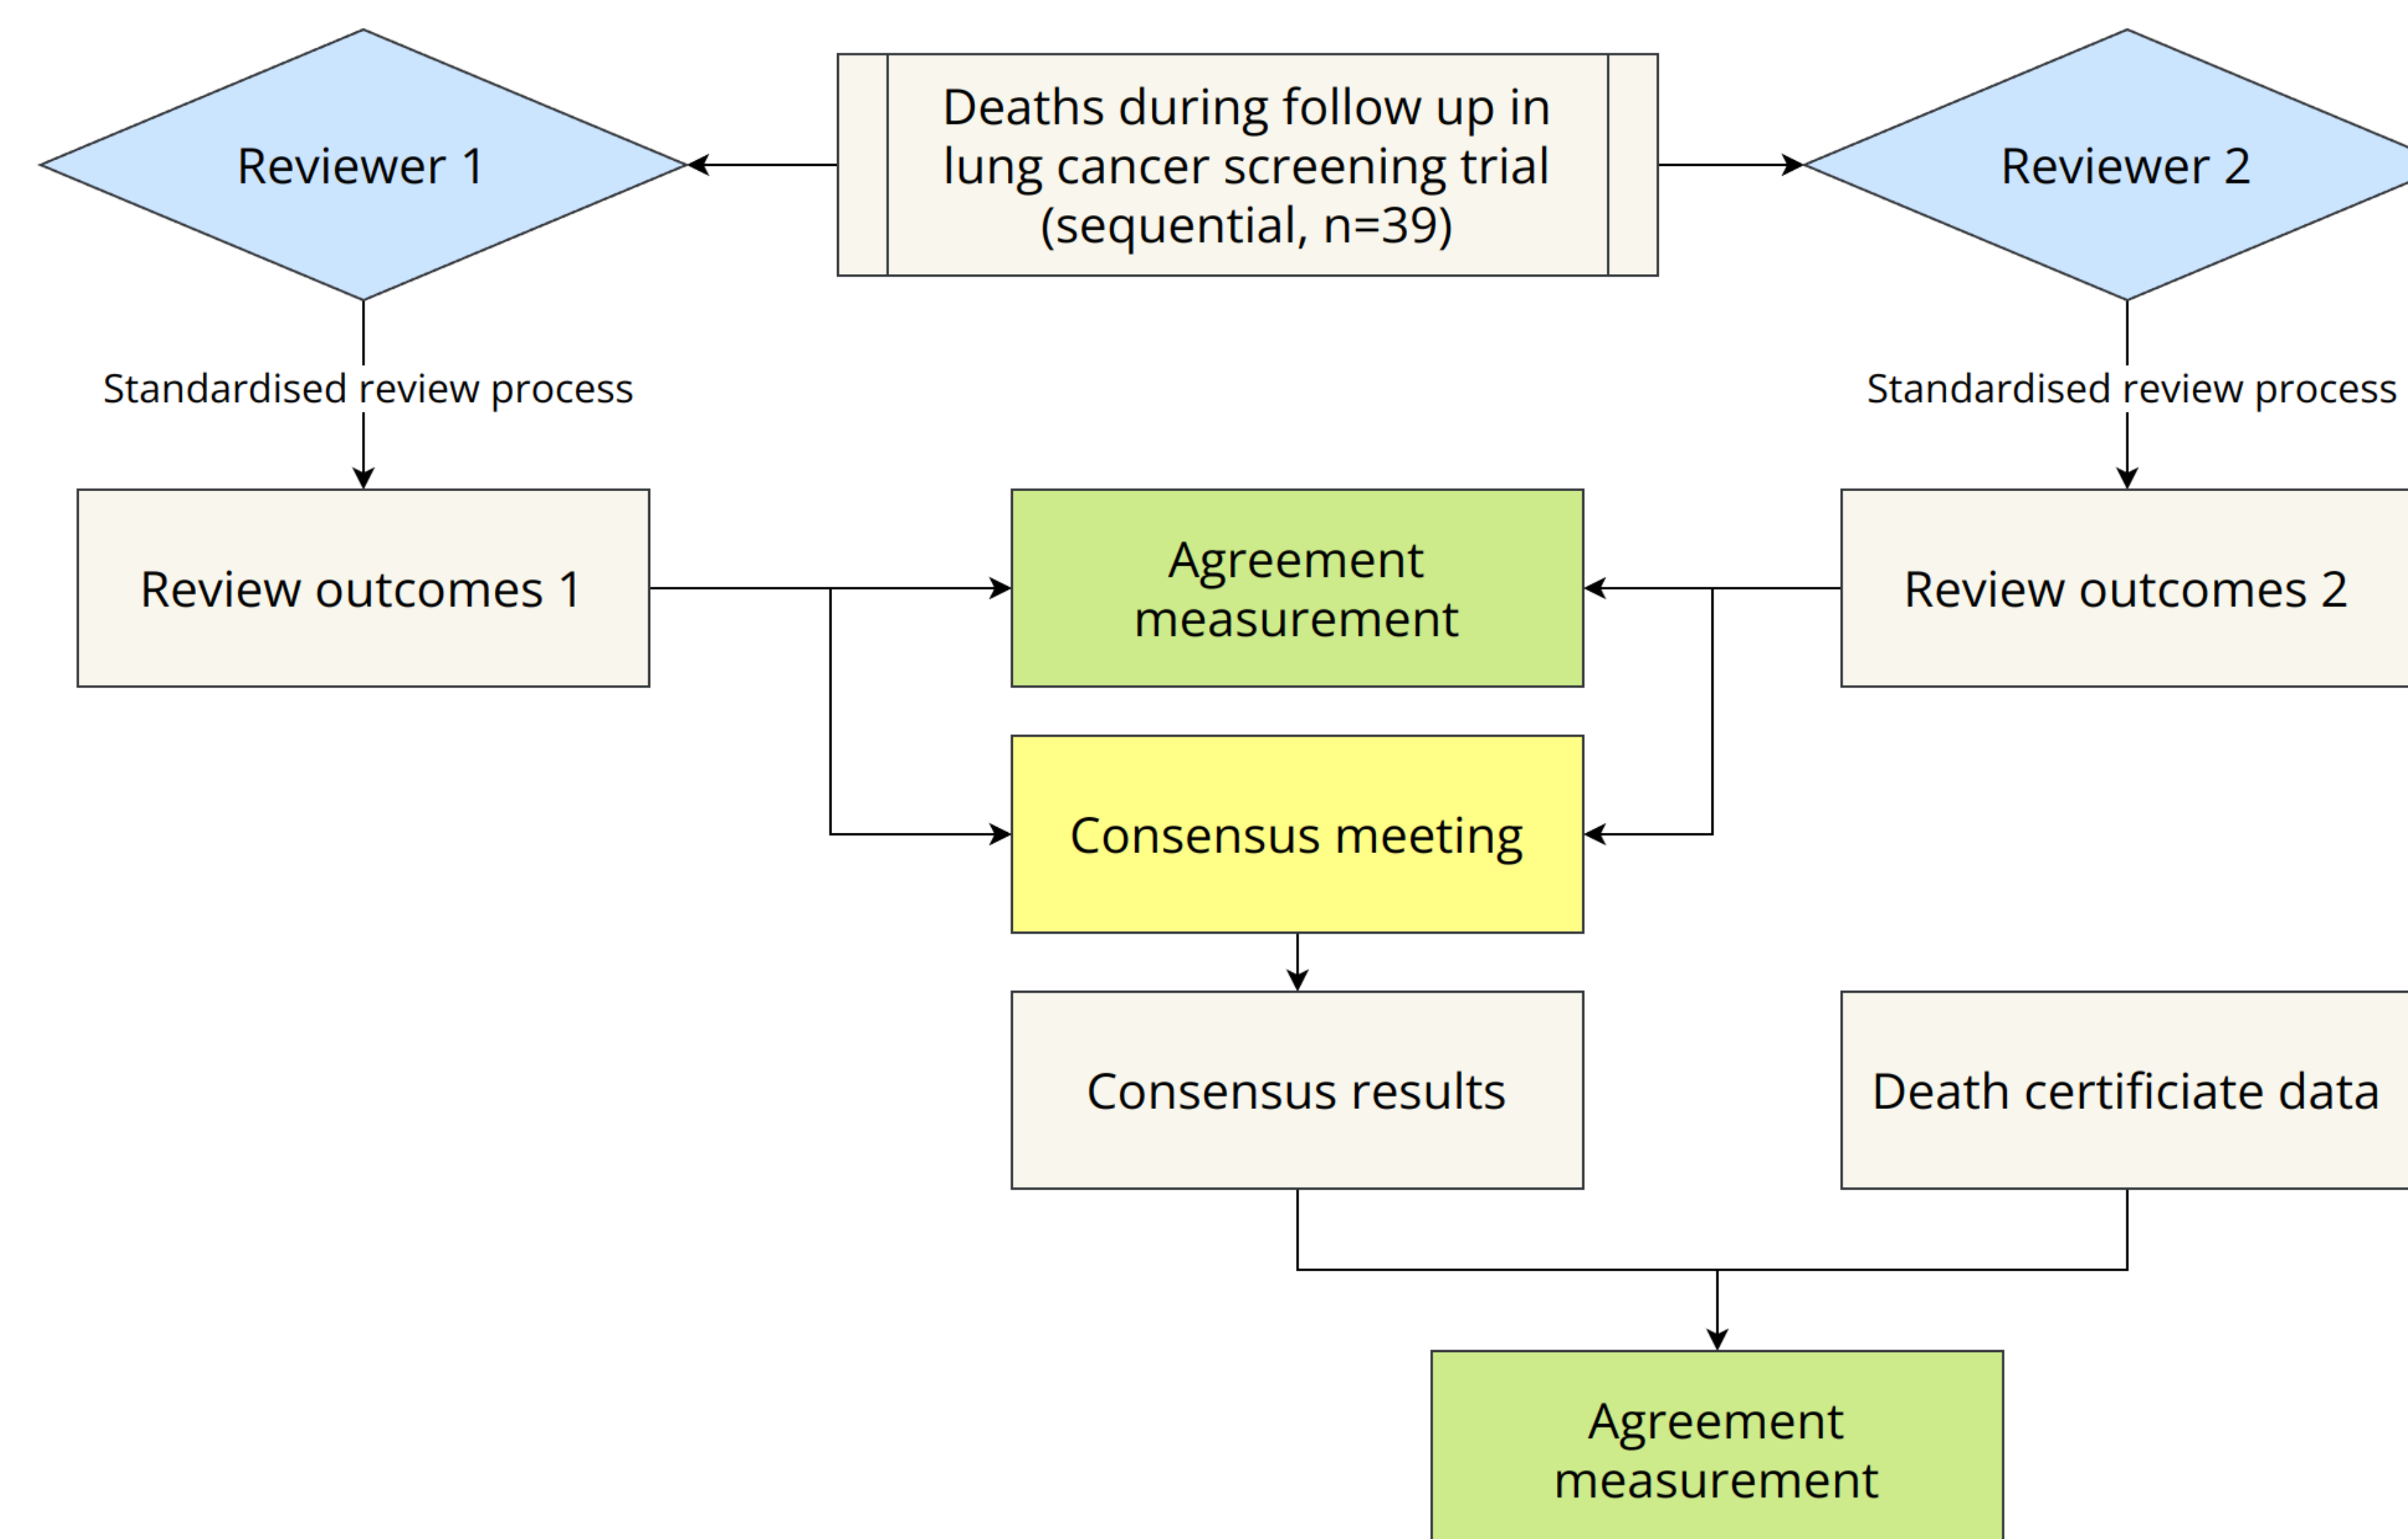 Reviewer 1
Deaths during follow up in
lung cancer screening trial
(sequential, n=39)
Reviewer 2
Standardised review process
Standardised review process
Review outcomes 1
Agreement
measurement
Review outcomes 2
Consensus meeting
Consensus results
Death certificiate data
Agreement
measurement